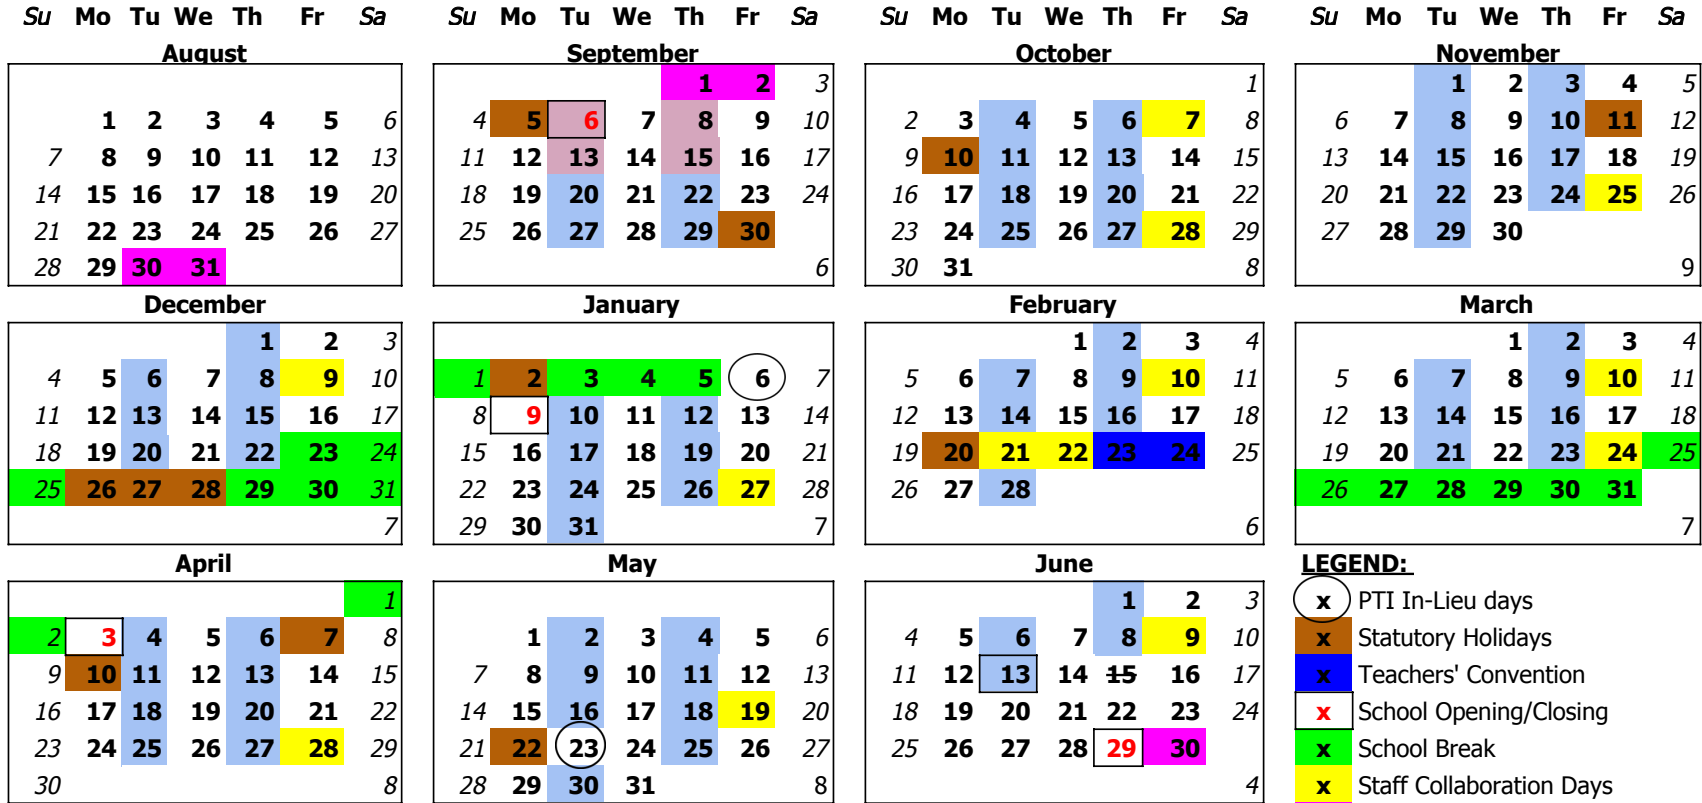 Su Mo Tu We Th Fr Sa Su Mo Tu We Th Fr Sa Su Mo Tu We Th Fr Sa Su Mo Tu We Th Fr Sa
August September October November
1 2 3 1 1 2 3 4 5
1 2 3 4 5 6 4 5 6 7 8 9 10 2 3 4 5 6 7 8 6 7 8 9 10 11 12
7 8 9 10 11 12 13 11 12 13 14 15 16 17 9 10 11 12 13 14 15 13 14 15 16 17 18 19
14 15 16 17 18 19 20 18 19 20 21 22 23 24 16 17 18 19 20 21 22 20 21 22 23 24 25 26
21 22 23 24 25 26 27 25 26 27 28 29 30 23 24 25 26 27 28 29 27 28 29 30
28 29 30 31 6 30 31 8 9
December January February March
1 2 3 1 2 3 4 1 2 3 4
4 5 6 7 8 9 10 1 2 3 4 5 6 7 5 6 7 8 9 10 11 5 6 7 8 9 10 11
11 12 13 14 15 16 17 8 9 10 11 12 13 14 12 13 14 15 16 17 18 12 13 14 15 16 17 18
18 19 20 21 22 23 24 15 16 17 18 19 20 21 19 20 21 22 23 24 25 19 20 21 22 23 24 25
25 26 27 28 29 30 31 22 23 24 25 26 27 28 26 27 28 26 27 28 29 30 31
7 29 30 31 7 6 7
April May June LEGEND:
1 1 2 3 x PTI In-Lieu days
2 3 4 5 6 7 8 1 2 3 4 5 6 4 5 6 7 8 9 10 x Statutory Holidays
9 10 11 12 13 14 15 7 8 9 10 11 12 13 11 12 13 14 15 16 17 x Teachers' Convention
16 17 18 19 20 21 22 14 15 16 17 18 19 20 18 19 20 21 22 23 24 x School Opening/Closing
23 24 25 26 27 28 29 21 22 23 24 25 26 27 25 26 27 28 29 30 x School Break
30 8 28 29 30 31 8 4 x Staff Collaboration Days